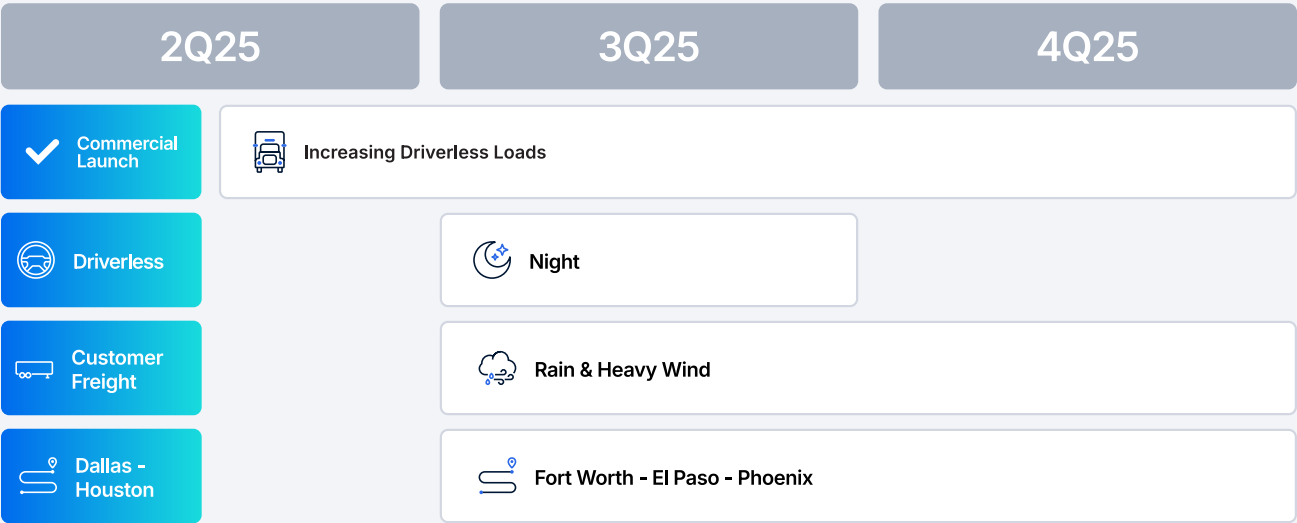 2Q25
3Q25
4Q25
Commercial
Launch
Increasing Driverless Loads
Driverless
Night
Customer
Freight
Rain & Heavy Wind
Dallas -
Houston
Fort Worth - El Paso - Phoenix